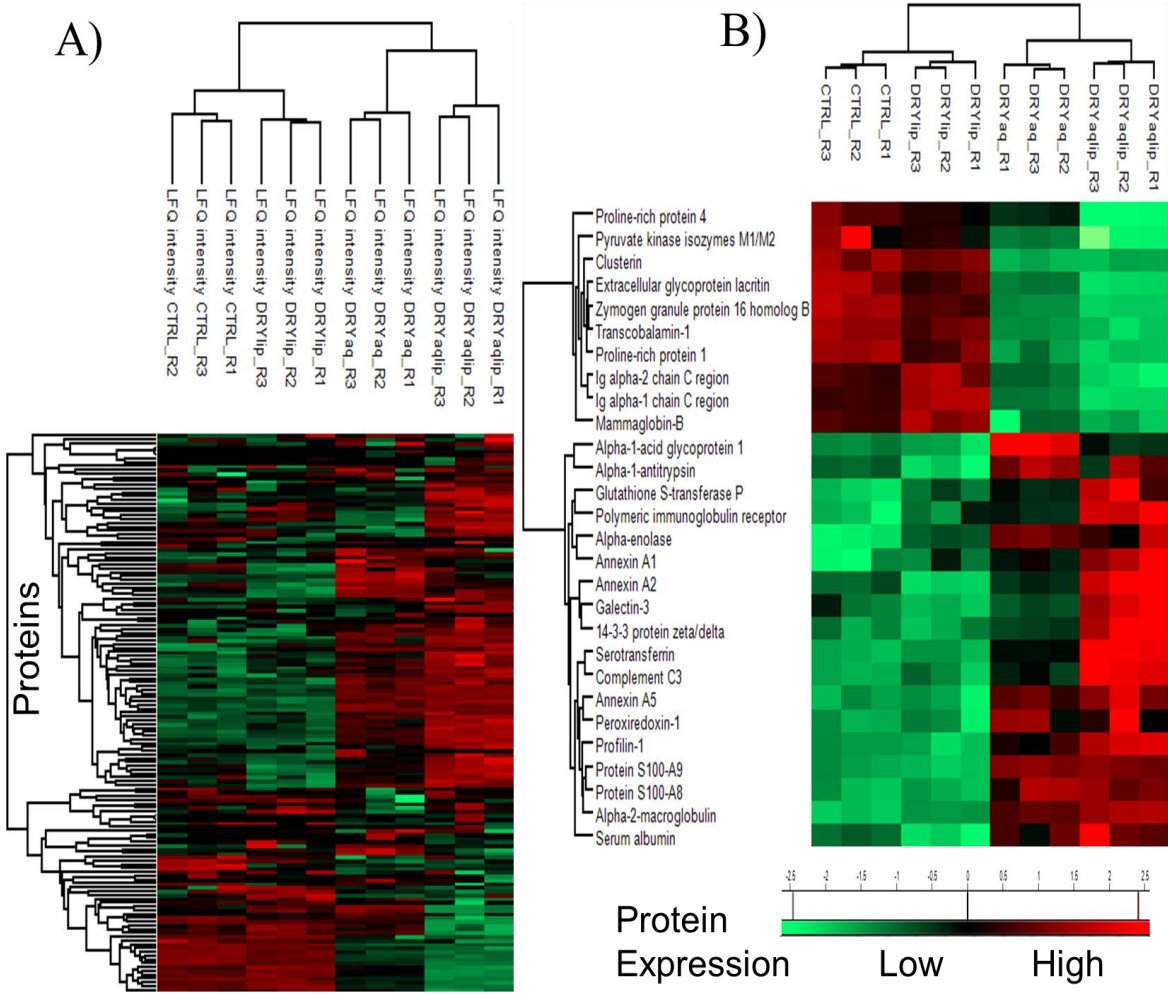 A)
LFQ intensity CTRL_R2
LFQ intensity CTRL_R3
LFQ intensity CTRL_R1
LFQ intensity DRYlip_R3
LFQ intensity DRYlip_R2
LFQ intensity DRYlip_R1
LFQ intensity DRYaq_R3
LFQ intensity DRYaq_R2
LFQ intensity DRYaq_R1
LFQ intensity DRYaqlip_R3
LFQ intensity DRYaqlip_R2
LFQ intensity DRYaqlip_R1
Proteins
B)
CTRL_R3
CTRL_R2
CTRL_R1
DRYlip_R3
DRYlip_R2
DRYlip_R1
DRYaq_R1
DRYaq_R3
DRYaq_R2
DRYaqlip_R3
DRYaqlip_R2
DRYaqlip_R1
Proline-rich protein 4
Pyruvate kinase isozymes M1/M2
Clusterin
Extracellular glycoprotein lacritin
Zymogen granule protein 16 homolog B
Transcobalamin-1
Proline-rich protein 1
Ig alpha-2 chain C region
Ig alpha-1 chain C region
Mammaglobin-B
Alpha-1-acid glycoprotein 1
Alpha-1-antitrypsin
Glutathione S-transferase P
Polymeric immunoglobulin receptor
Alpha-enolase
Annexin A1
Annexin A2
Galectin-3
14-3-3 protein zeta/delta
Serotransferrin
Complement C3
Annexin A5
Peroxiredoxin-1
Profilin-1
Protein S100-A9
Protein S100-A8
Alpha-2-macroglobulin
Serum albumin
-2.5 -2 -1.5 -1 -0.5 0 0.5 1 1.5 2 2.5
Protein
Expression Low High